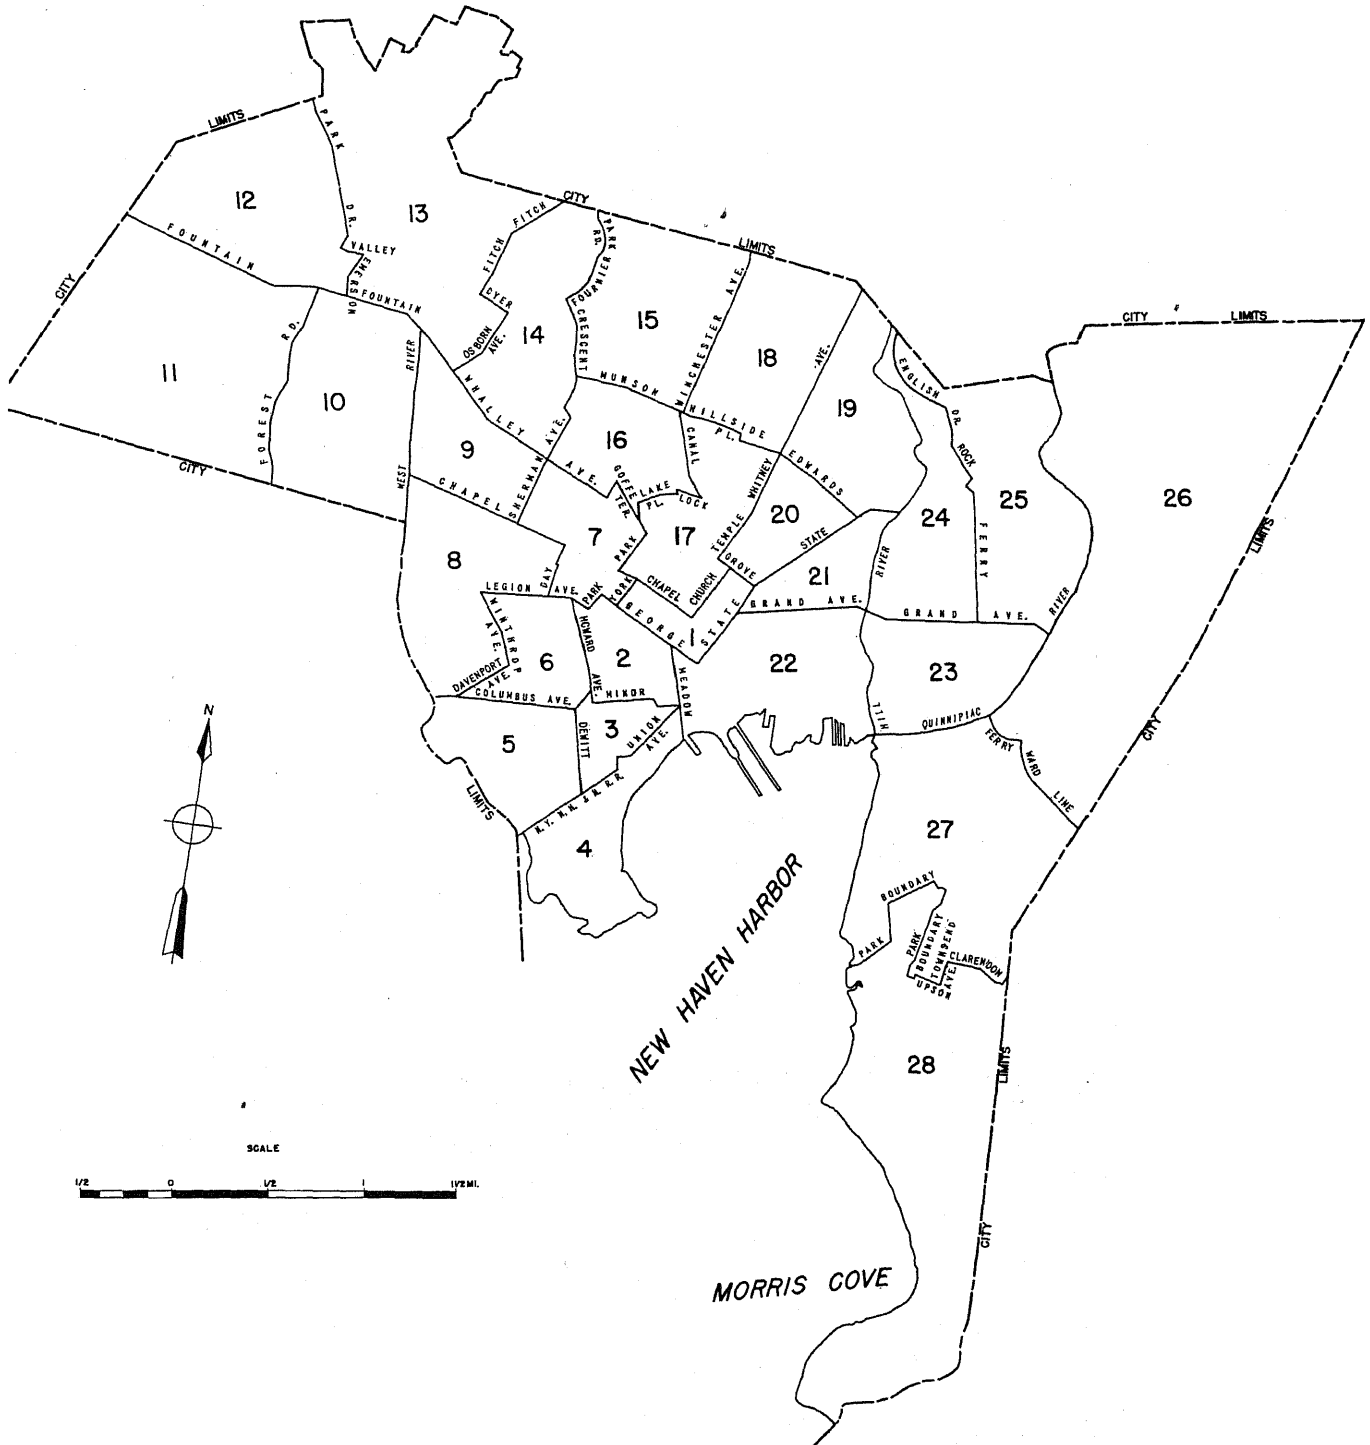 LIMITS
PARK
DR.
12
13
CITY
FITCH
FITCH
PARK
RD.
FOURNIER
LIMITS
FOUNTAIN
VALLEY
EMERSON
FOUNTAIN
CITY
DYER
OSBORN
AVE.
14
CRESCENT
15
WINCHESTER AVE.
18
AVE.
CITY LIMITS
ENGLISH
DR.
11
RD.
FOREST
10
RIVER
WEST
WHALLEY
AVE.
MUNSON
HILLSIDE
PL.
19
ROCK
9
SHERMAN AVE.
16
CANAL
EDWARDS
WHITNEY
24
25
26
CITY
CHAPEL
GOFFE
TER.
LAKE
PL.
LOCK
TEMPLE
20
STATE
FERRY
LIMITS
8
7
PARK
17
GROVE
21
RIVER
LEGION AVE.
DAY
PARK
YORK
CHAPEL
CHURCH
GRAND AVE.
GRAND AVE.
RIVER
WINTHROP
AVE.
HOWARD
AVE.
GEORGE
1
STATE
6
2
22
23
DAVENPORT
AVE.
COLUMBUS AVE.
MINOR
MEADOW
HILL
QUINNIPIAC
N
5
DEWITT
3
UNION
AVE.
FERRY
WARD
LINE
CITY
LIMITS
N.Y. N.H. & H. R.R.
4
27
NEW HAVEN HARBOR
BOUNDARY
PARK
PARK
BOUNDARY
TOWNSEND
AVE.
CLARENDON
UPSON
28
LIMITS
SCALE
1/2 0 1/2 1 1 1/2 MI.
CITY
MORRIS COVE